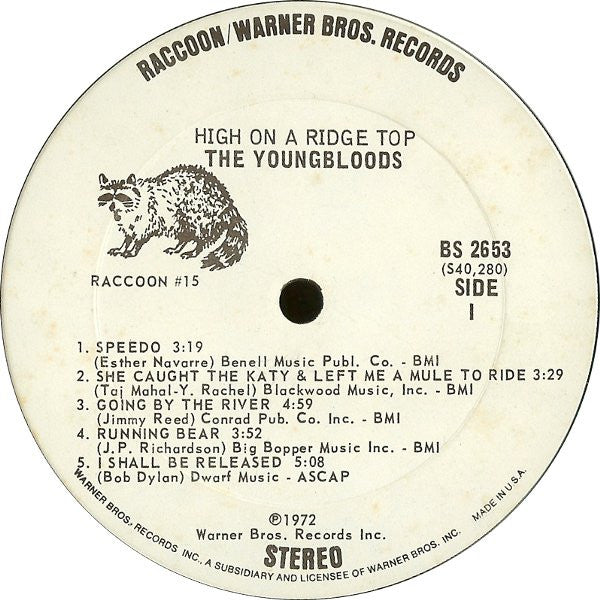 RACCOON/WARNER BROS. RECORDS
HIGH ON A RIDGE TOP
THE YOUNGBLOODS
RACCOON #15
BS 2653
(S40,280)
SIDE
1
1. SPEEDO 3:19
(Esther Navarre) Benell Music Publ. Co. - BMI
2. SHE CAUGHT THE KATY & LEFT ME A MULE TO RIDE 3:29
(Taj Mahal-Y. Rachel) Blackwood Music, Inc. - BMI
3. GOING BY THE RIVER 4:59
(Jimmy Reed) Conrad Pub. Co. Inc. - BMI
4. RUNNING BEAR 3:52
(J.P. Richardson) Big Bopper Music Inc. - BMI
5. I SHALL BE RELEASED 5:08
(Bob Dylan) Dwarf Music - ASCAP
℗1972
Warner Bros. Records Inc.
STEREO
WARNER BROS. RECORDS INC., A SUBSIDIARY AND LICENSEE OF WARNER BROS. INC.
MADE IN U.S.A.